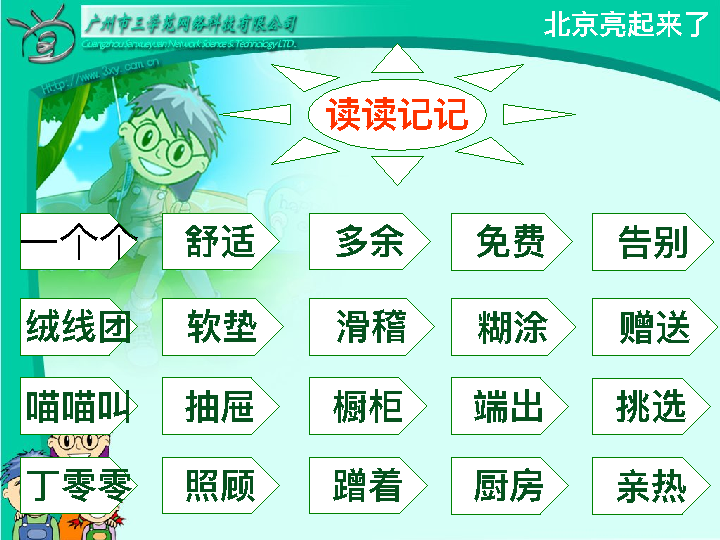 广州市三学苑网络科技有限公司
Guangzhou Sanxueyuan Network Science & Technology LTD.
北京亮起来了
Http://www.3xy.com.cn
读读记记
一个个 舒适 多余 免费 告别
绒线团 软垫 滑稽 糊涂 赠送
喵喵叫 抽屉 橱柜 端出 挑选
丁零零 照顾 蹭着 厨房 亲热